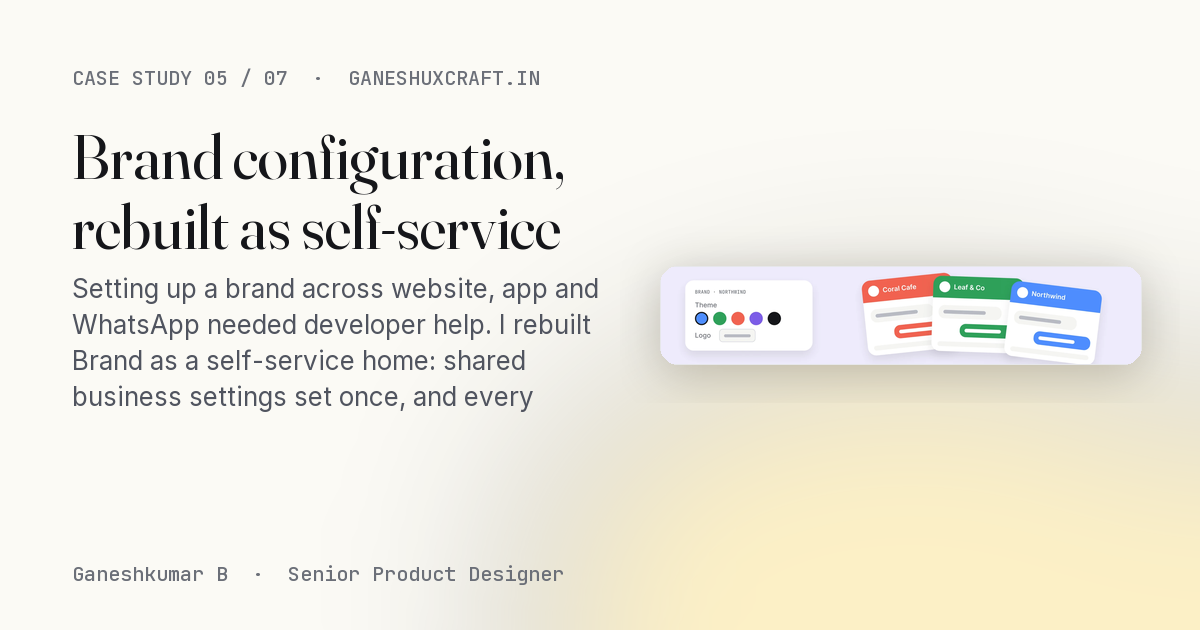 CASE STUDY 05 / 07 · GANESHUXCRAFT.IN
Brand configuration,
rebuilt as self-service
Setting up a brand across website, app and
WhatsApp needed developer help. I rebuilt
Brand as a self-service home: shared
business settings set once, and every
BRAND · NORTHWIND
Theme
Logo
Coral Cafe
Leaf & Co
Northwind
Ganeshkumar B · Senior Product Designer